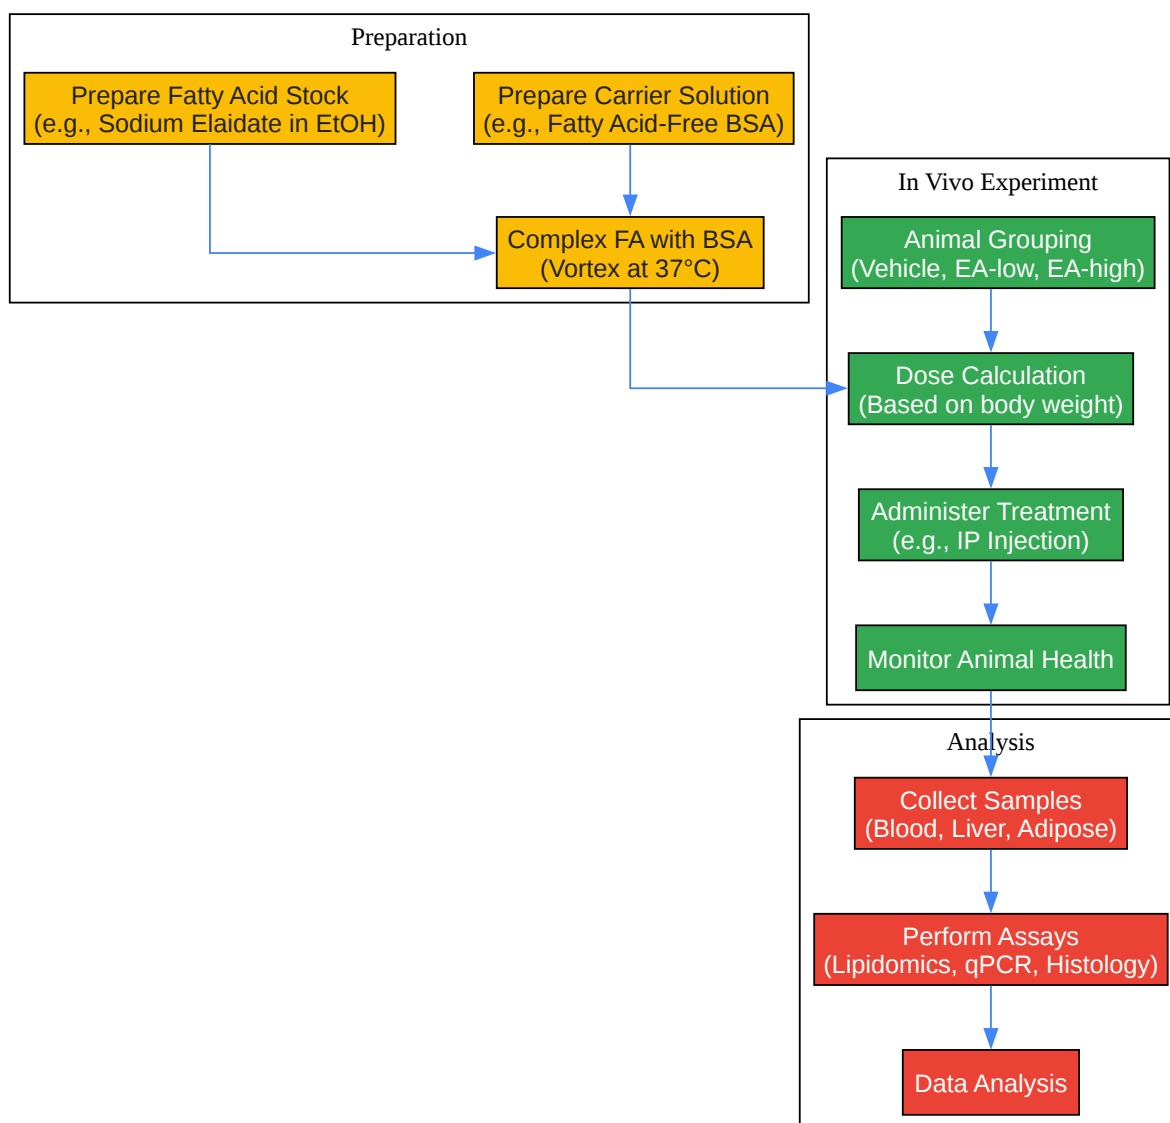 Preparation
Prepare Fatty Acid Stock
(e.g., Sodium Elaidate in EtOH)
Prepare Carrier Solution
(e.g., Fatty Acid-Free BSA)
Complex FA with BSA
(Vortex at 37°C)
In Vivo Experiment
Animal Grouping
(Vehicle, EA-low, EA-high)
Dose Calculation
(Based on body weight)
Administer Treatment
(e.g., IP Injection)
Monitor Animal Health
Analysis
Collect Samples
(Blood, Liver, Adipose)
Perform Assays
(Lipidomics, qPCR, Histology)
Data Analysis